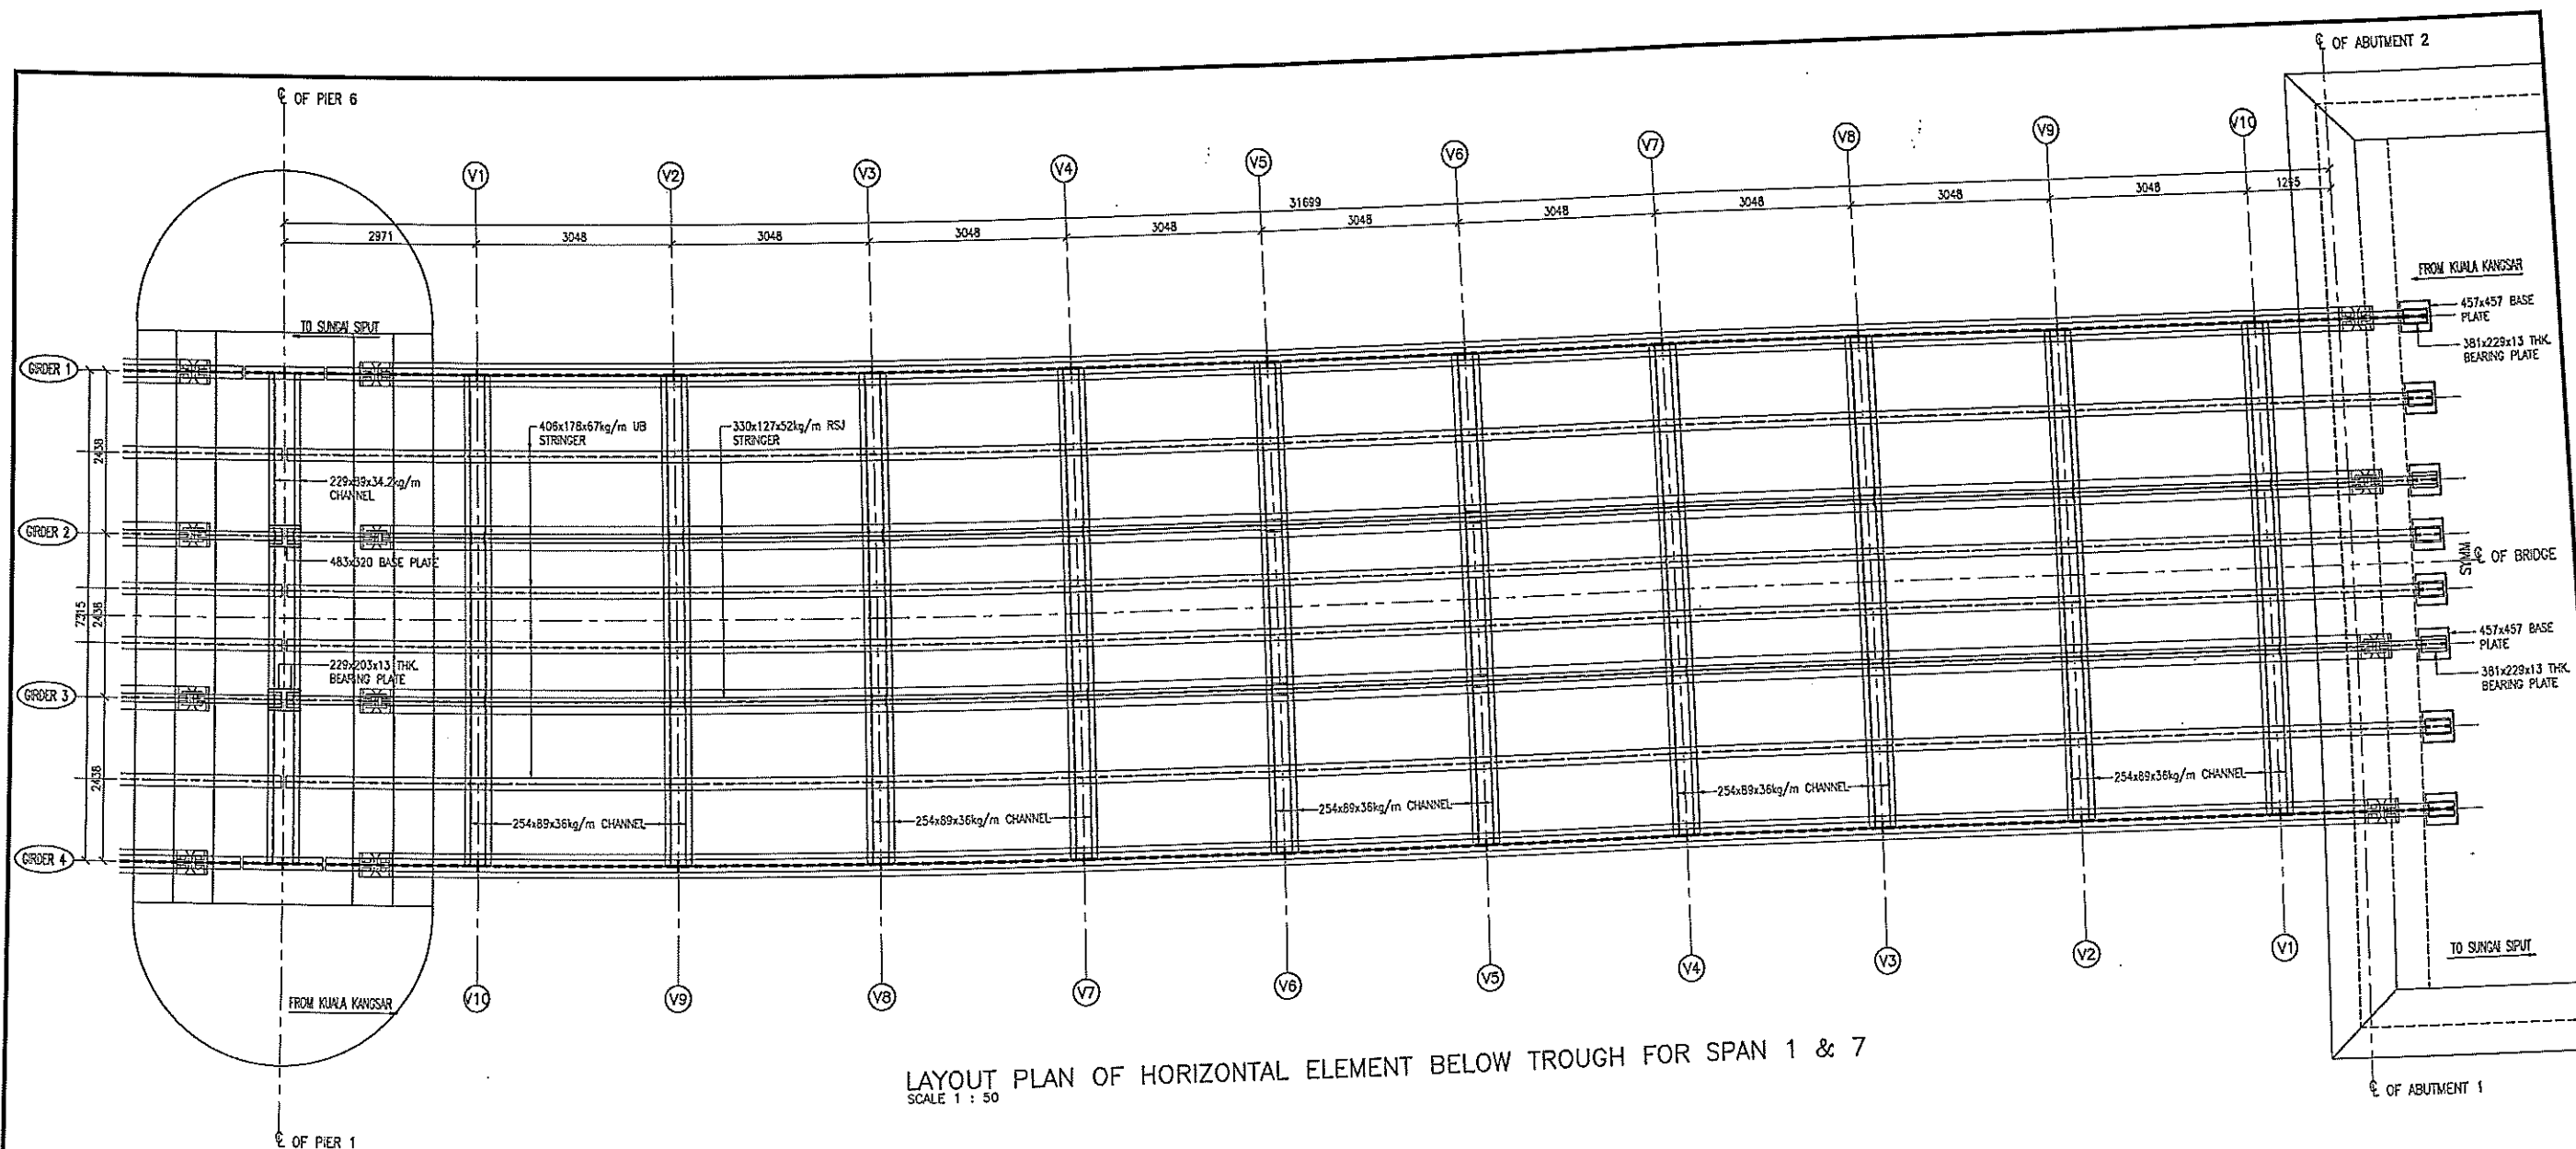 ℄ OF PIER 6
℄ OF ABUTMENT 2
V1
V2
V3
V4
V5
V6
V7
V8
V9
V10
31699
2971
3048
3048
3048
3048
3048
3048
3048
3048
3048
FROM KUALA KANGSAR
457x457 BASE
PLATE
381x229x13 THK.
BEARING PLATE
TO SUNGAI SIPUT
GIRDER 1
GIRDER 2
GIRDER 3
GIRDER 4
2438
2438
2438
7315
406x178x67kg/m UB
STRINGER
330x127x52kg/m RSJ
STRINGER
229x89x34.2kg/m
CHANNEL
483x320 BASE PLATE
229x203x13 THK.
BEARING PLATE
SYMM
℄ OF BRIDGE
457x457 BASE
PLATE
381x229x13 THK.
BEARING PLATE
254x89x36kg/m CHANNEL
254x89x36kg/m CHANNEL
254x89x36kg/m CHANNEL
254x89x36kg/m CHANNEL
254x89x36kg/m CHANNEL
FROM KUALA KANGSAR
TO SUNGAI SIPUT
V10
V9
V8
V7
V6
V5
V4
V3
V2
V1
LAYOUT PLAN OF HORIZONTAL ELEMENT BELOW TROUGH FOR SPAN 1 & 7
SCALE 1 : 50
℄ OF PIER 1
℄ OF ABUTMENT 1